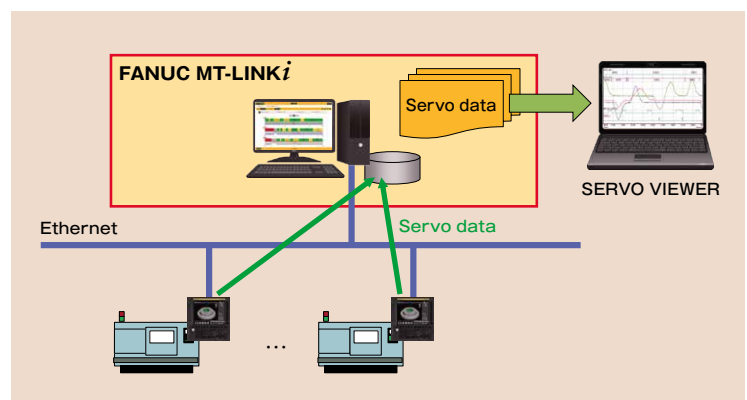 FANUC MT-LINKi
Servo data
SERVO VIEWER
Ethernet
Servo data
...